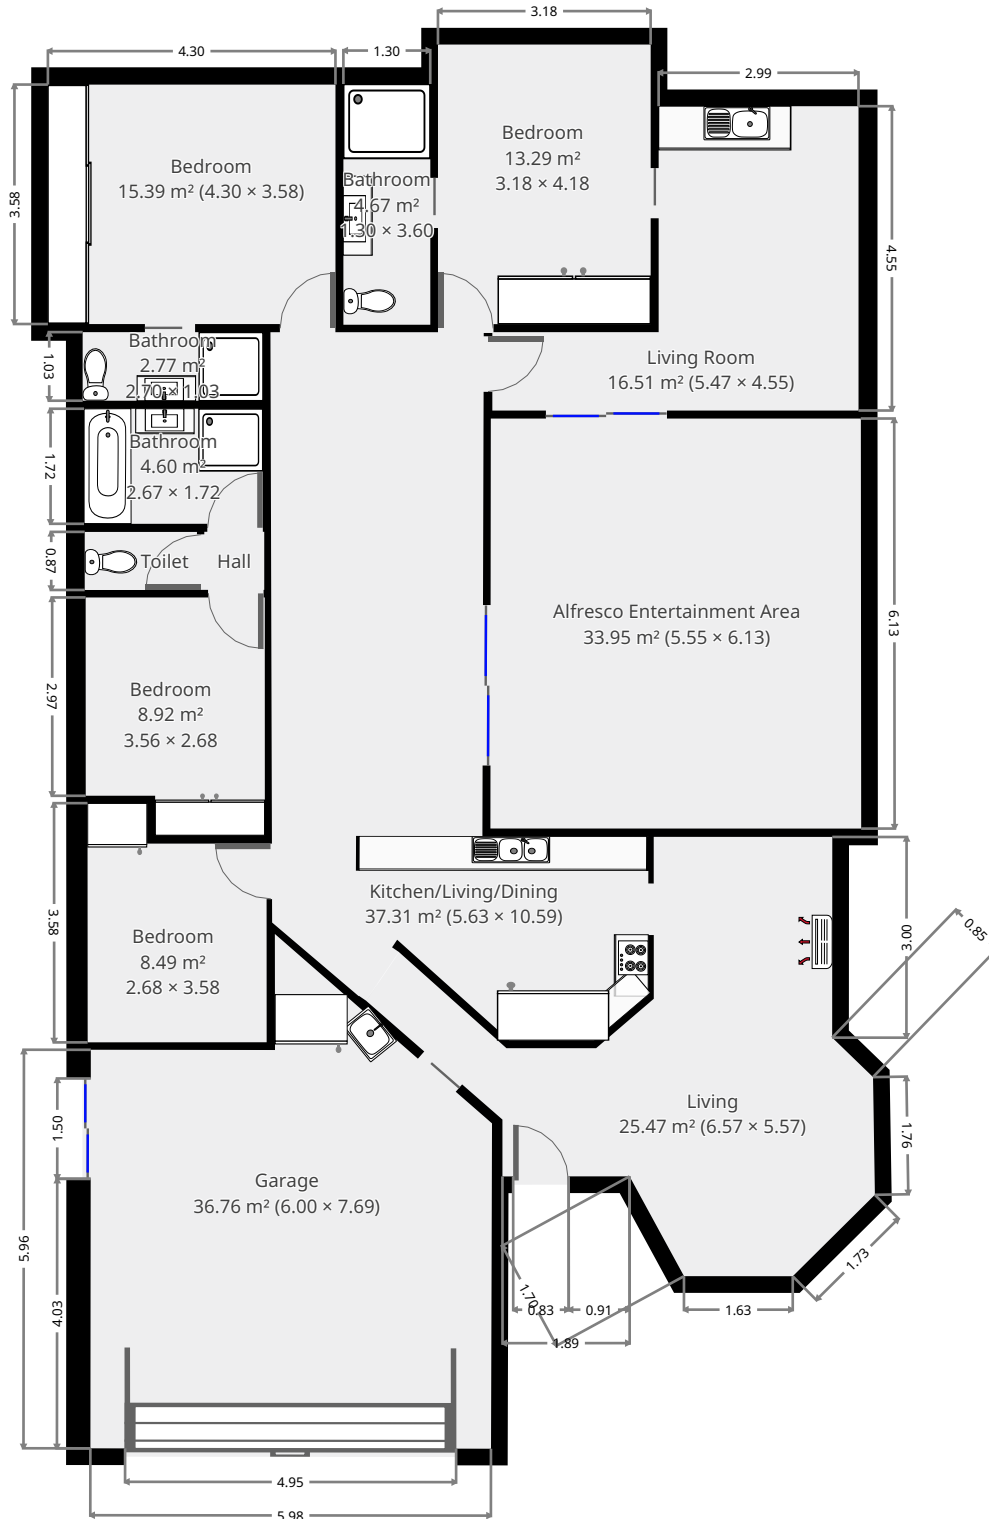 3.18
4.30
1.30
2.99
3.58
Bedroom
15.39 m² (4.30 × 3.58)
Bathroom
4.67 m²
1.30 × 3.60
Bedroom
13.29 m²
3.18 × 4.18
4.55
Living Room
16.51 m² (5.47 × 4.55)
1.03
Bathroom
2.77 m²
2.70 × 1.03
1.72
Bathroom
4.60 m²
2.67 × 1.72
0.87
Toilet
Hall
Alfresco Entertainment Area
33.95 m² (5.55 × 6.13)
6.13
2.97
Bedroom
8.92 m²
3.56 × 2.68
3.58
Bedroom
8.49 m²
2.68 × 3.58
Kitchen/Living/Dining
37.31 m² (5.63 × 10.59)
3.00
0.85
Living
25.47 m² (6.57 × 5.57)
1.76
1.50
Garage
36.76 m² (6.00 × 7.69)
5.96
4.03
1.73
1.70
0.83
0.91
1.63
1.89
4.95
5.98